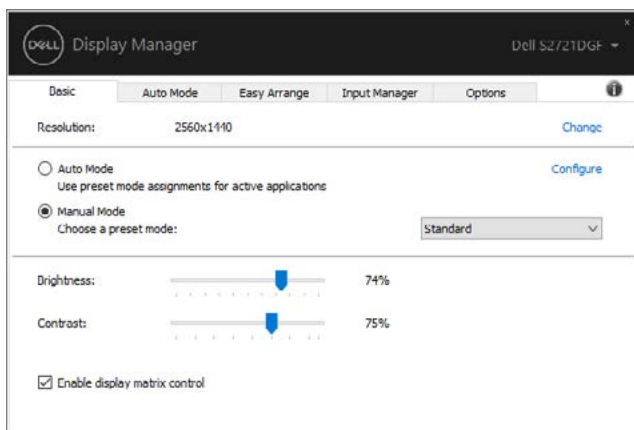 x
DELL Display Manager Dell S2721DGF
Basic Auto Mode Easy Arrange Input Manager Options
Resolution: 2560x1440 Change
Auto Mode Configure
Use preset mode assignments for active applications
Manual Mode
Choose a preset mode: Standard
Brightness: 74%
Contrast: 75%
Enable display matrix control